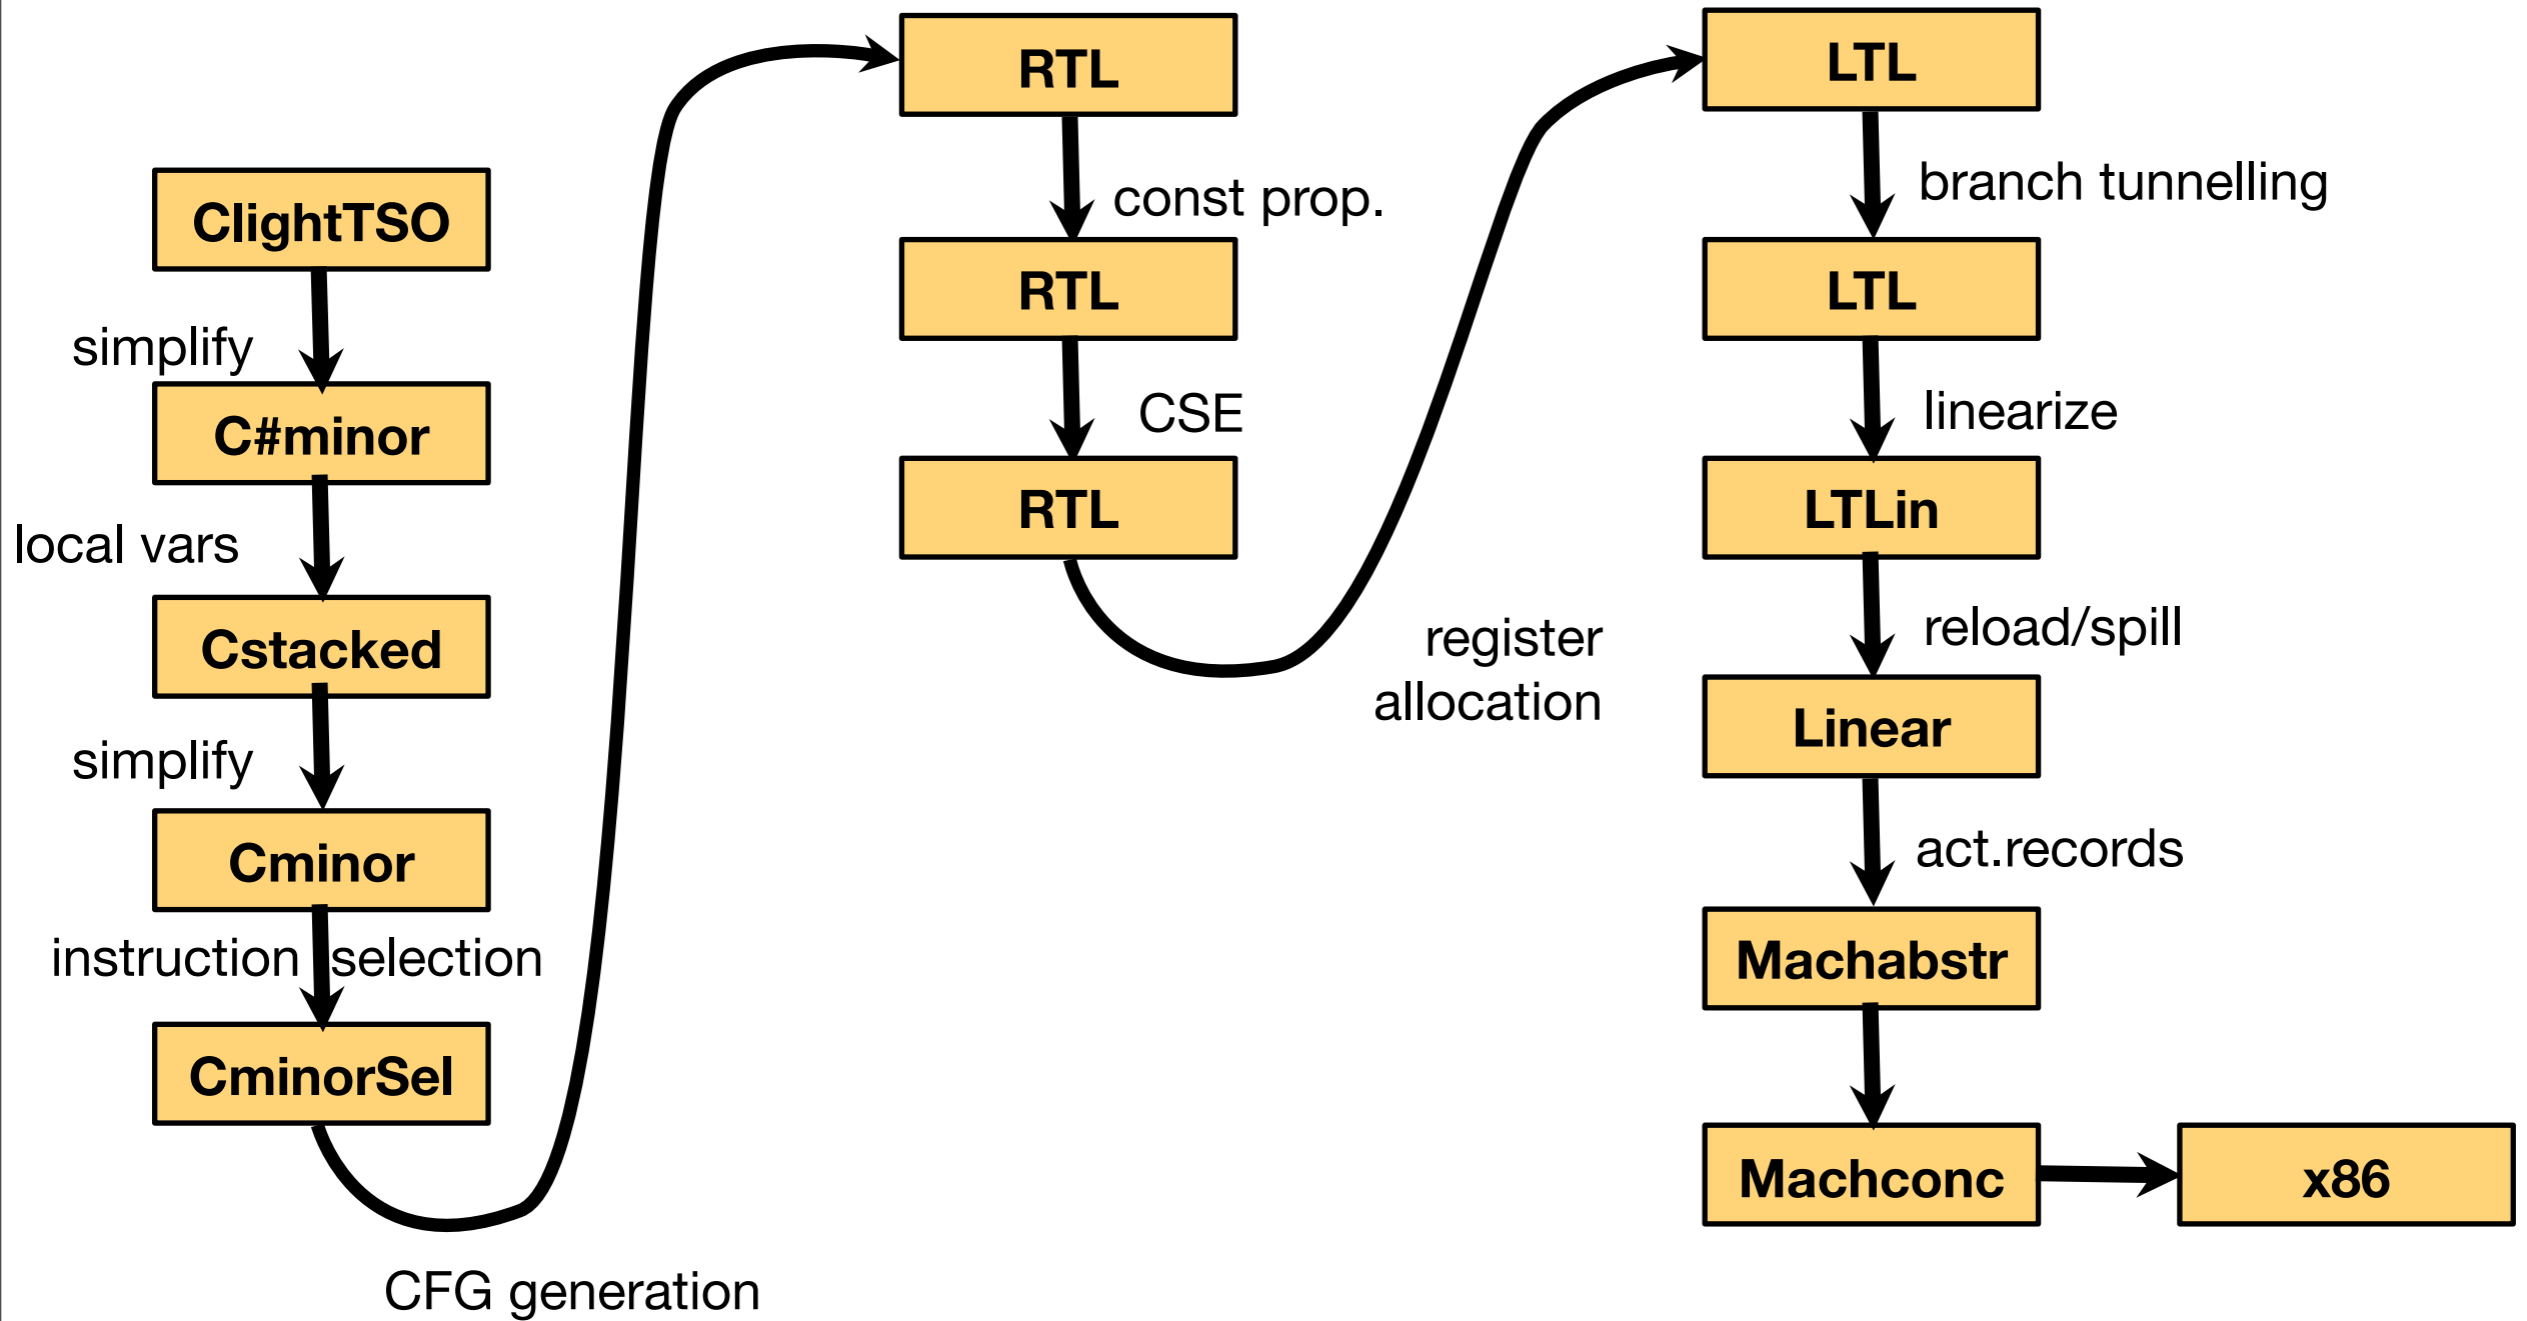 ClightTSO
simplify
C#minor
local vars
Cstacked
simplify
Cminor
instruction selection
CminorSel
CFG generation
RTL
const prop.
RTL
CSE
RTL
register
allocation
LTL
branch tunnelling
LTL
linearize
LTLin
reload/spill
Linear
act.records
Machabstr
Machconc
x86